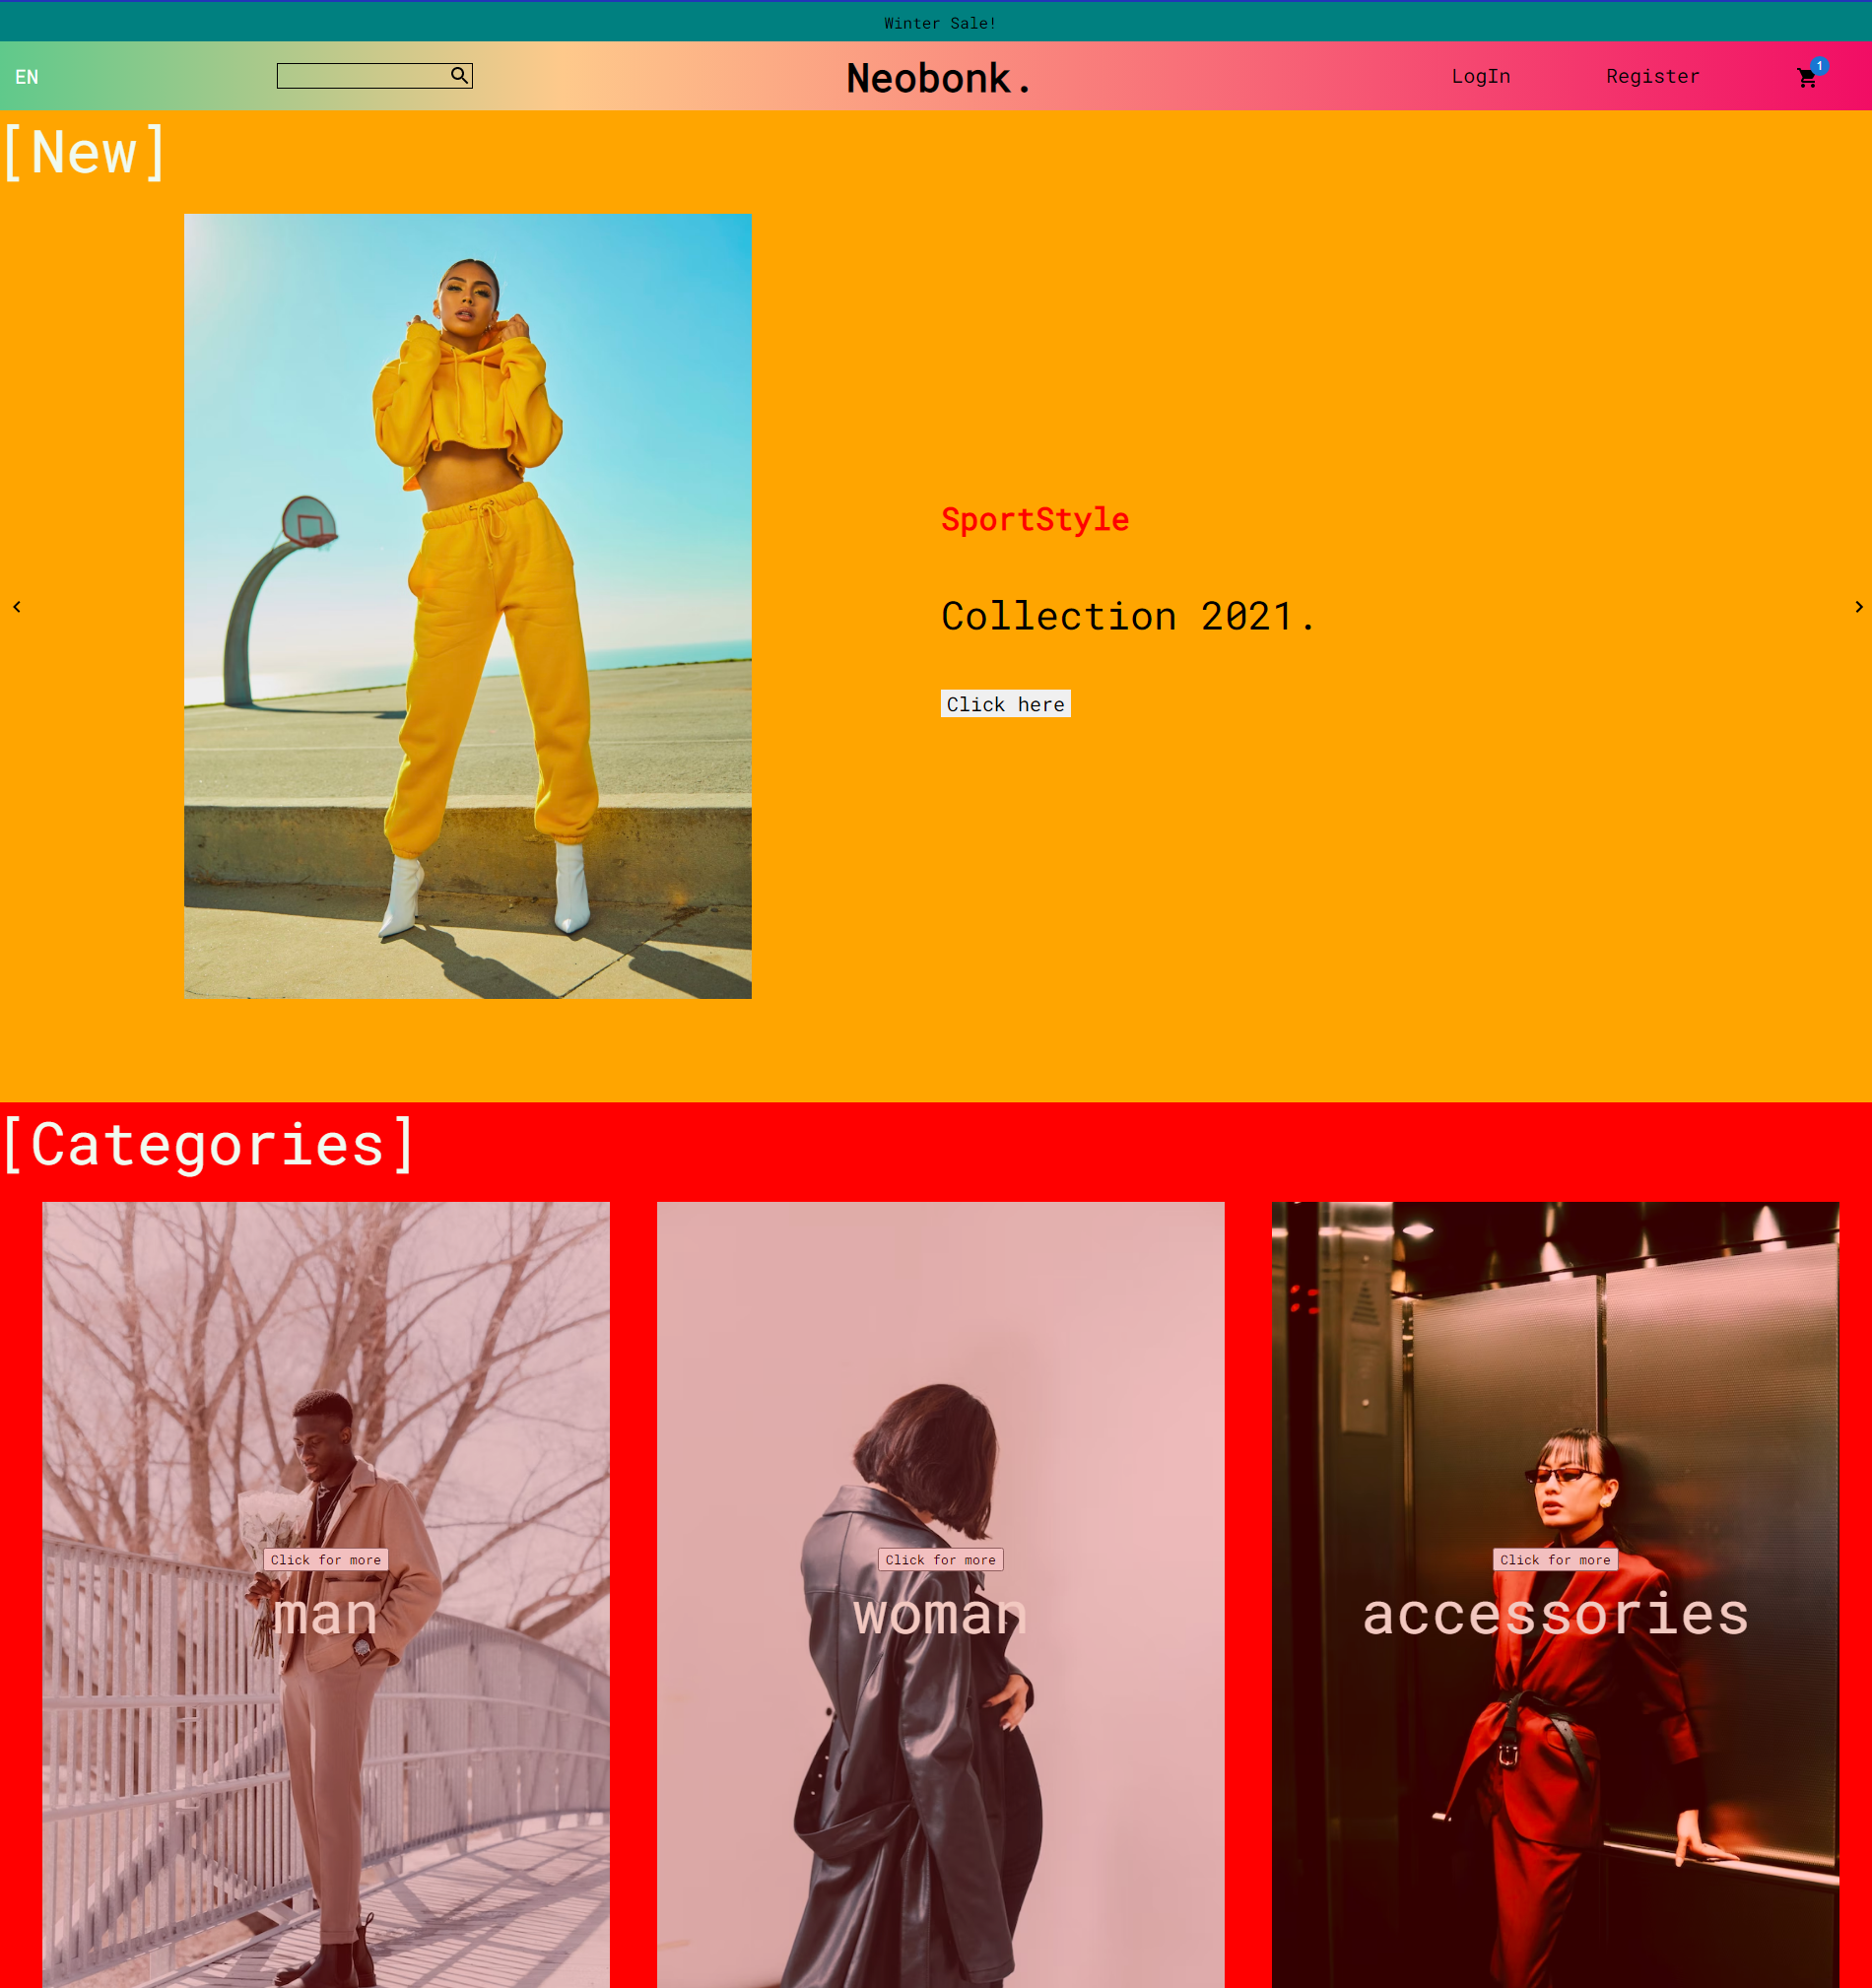 Winter Sale!
EN
Neobonk.
LogIn
Register
1
[New]
SportStyle
Collection 2021.
Click here
[Categories]
Click for more
man
Click for more
woman
Click for more
accessories